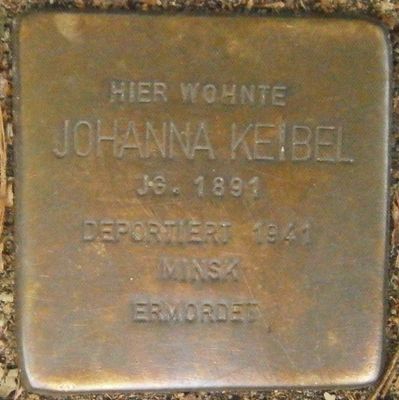 HIER WOHNTE
JOHANNA KEIBEL
JG. 1891
DEPORTIERT 1941
MINSK
ERMORDET